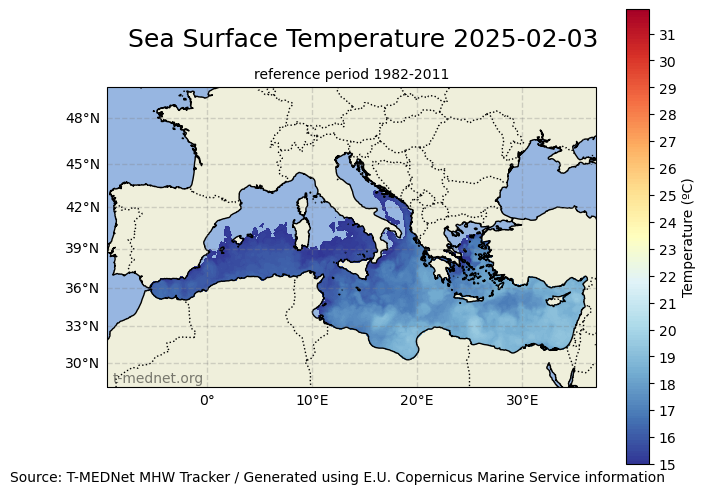 Sea Surface Temperature 2025-02-03
reference period 1982-2011
48°N
45°N
42°N
39°N
36°N
33°N
30°N
t-mednet.org
0°
10°E
20°E
30°E
31
30
29
28
27
26
25
24
23
22
21
20
19
18
17
16
15
Temperature (ºC)
Source: T-MEDNet MHW Tracker / Generated using E.U. Copernicus Marine Service information